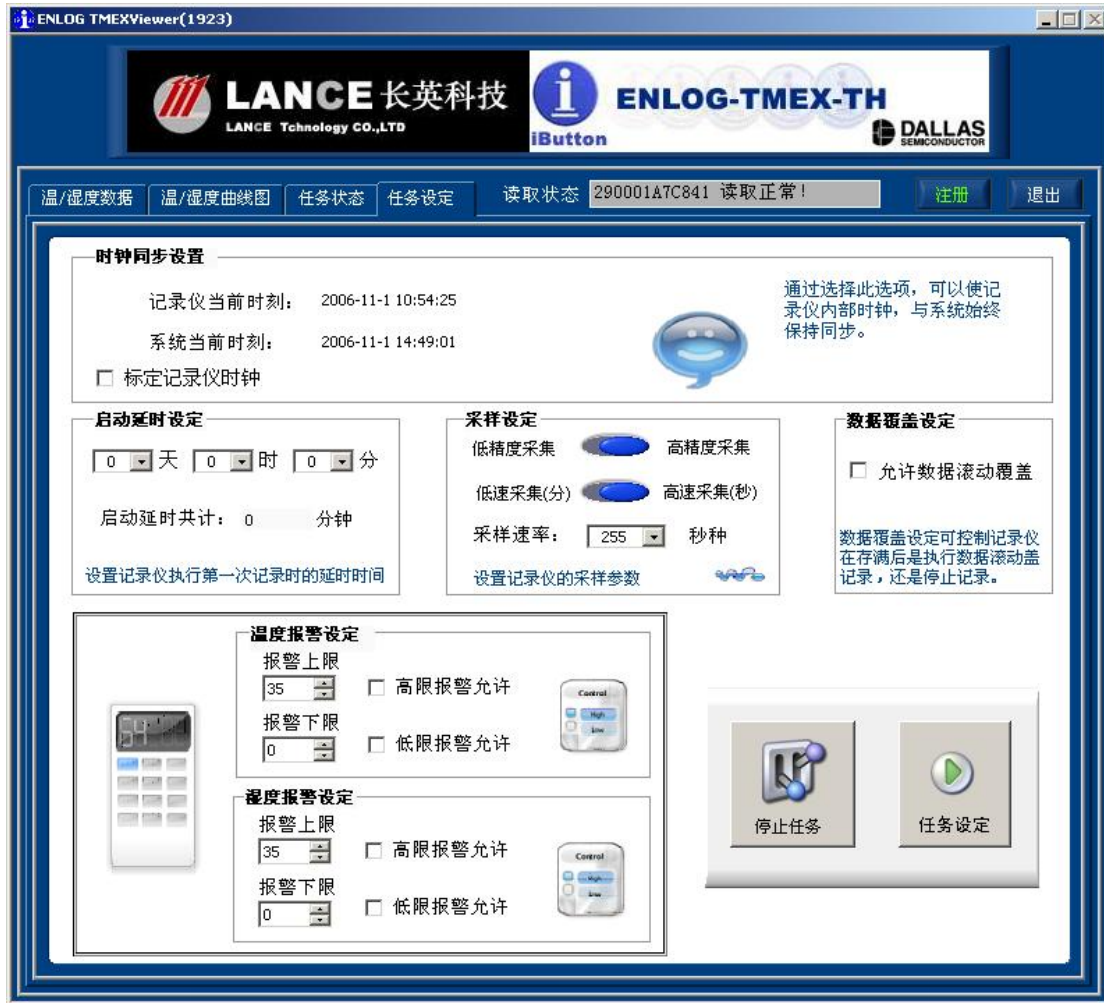 ENLOG TMEXViewer(1923)
LANCE 长英科技
LANCE Tchnology CO.,LTD
iButton
ENLOG-TMEX-TH
DALLAS
SEMICONDUCTOR
温/湿度数据 温/湿度曲线图 任务状态 任务设定 读取状态 290001A7C841 读取正常! 注册 退出
时钟同步设置
记录仪当前时刻: 2006-11-1 10:54:25
系统当前时刻: 2006-11-1 14:49:01
标定记录仪时钟
通过选择此选项，可以使记
录仪内部时钟，与系统始终
保持同步。
启动延时设定
0 天 0 时 0 分
启动延时共计: 0 分钟
设置记录仪执行第一次记录时的延时时间
采样设定
低精度采集 高精度采集
低速采集(分) 高速采集(秒)
采样速率: 255 秒种
设置记录仪的采样参数
数据覆盖设定
允许数据滚动覆盖
数据覆盖设定可控制记录仪
在存满后是执行数据滚动盖
记录，还是停止记录。
温度报警设定
报警上限
35 高限报警允许
报警下限
0 低限报警允许
Control
High
Low
湿度报警设定
报警上限
35 高限报警允许
报警下限
0 低限报警允许
Control
High
Low
停止任务
任务设定